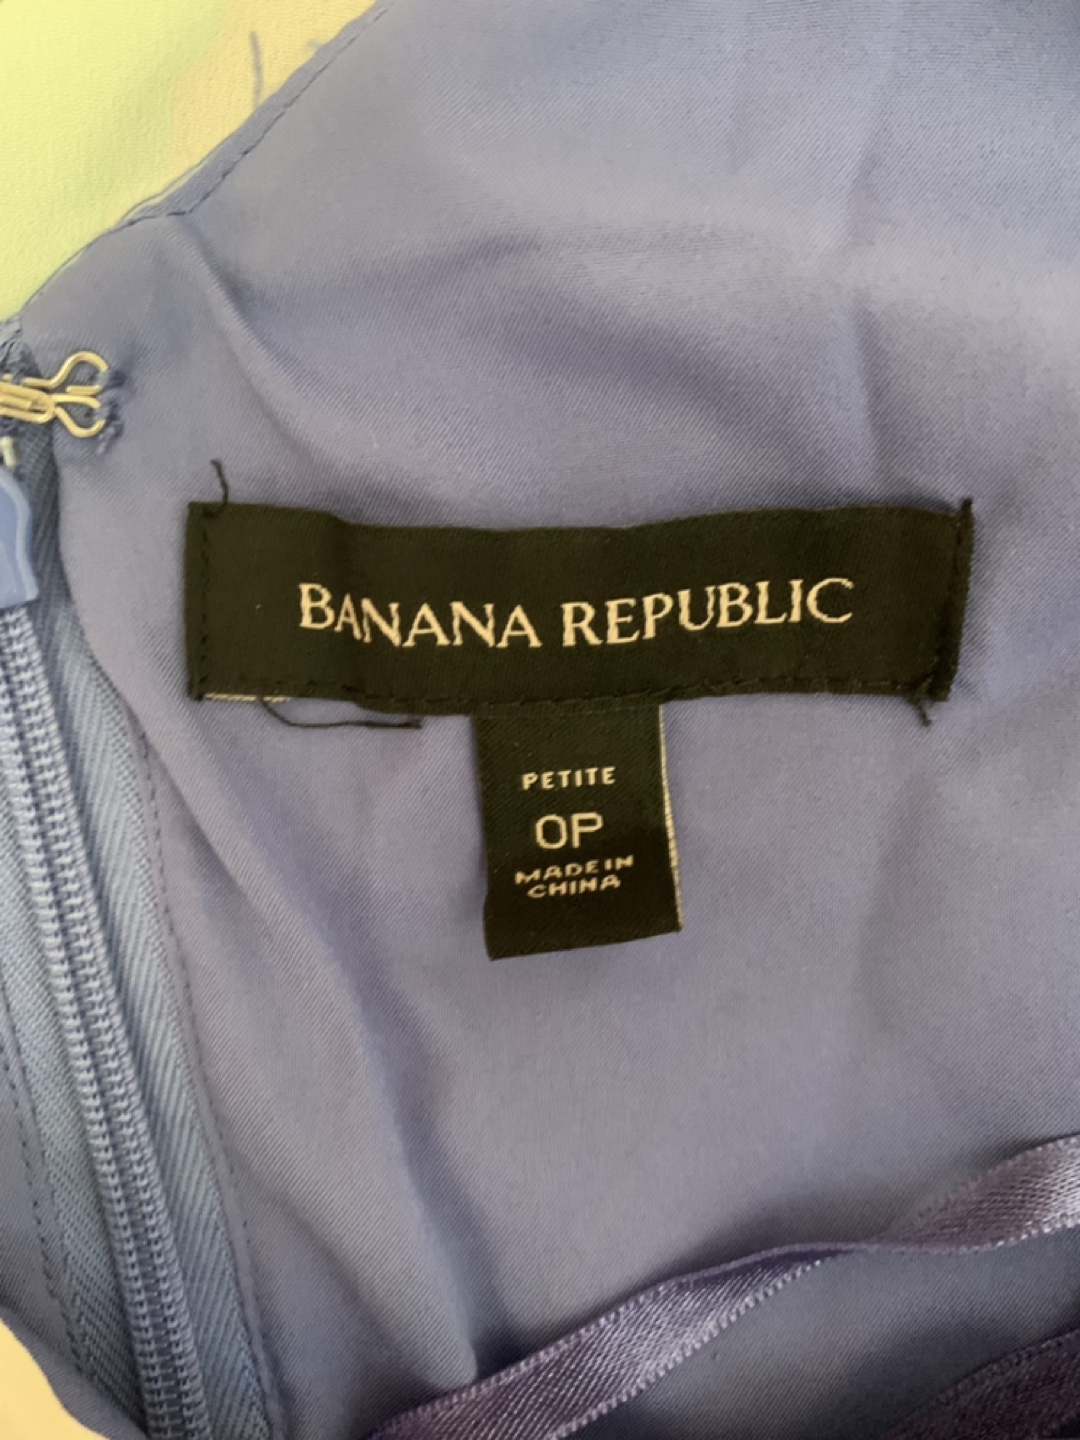 BANANA REPUBLIC
PETITE
0P
MADE IN
CHINA